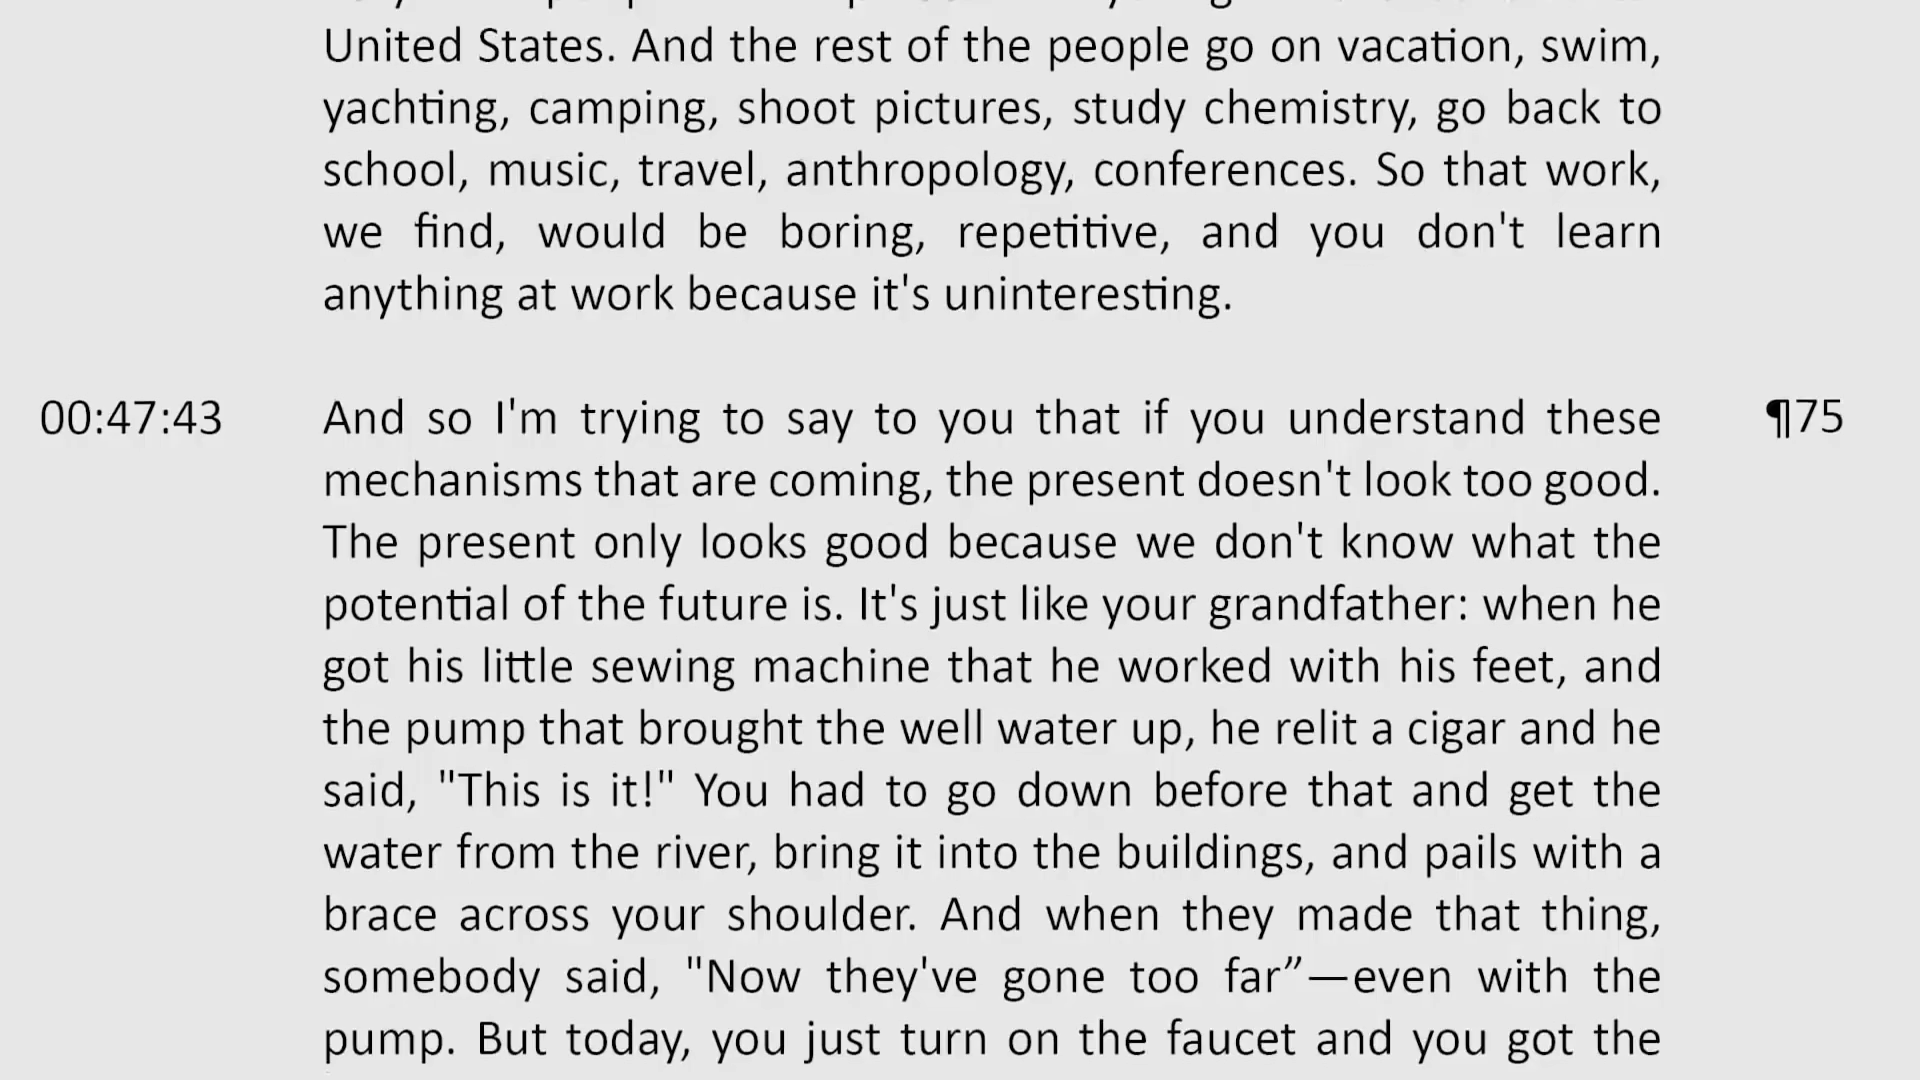 United States. And the rest of the people go on vacation, swim,
yachting, camping, shoot pictures, study chemistry, go back to
school, music, travel, anthropology, conferences. So that work,
we find, would be boring, repetitive, and you don't learn
anything at work because it's uninteresting.
00:47:43
And so I'm trying to say to you that if you understand these
¶75
mechanisms that are coming, the present doesn't look too good.
The present only looks good because we don't know what the
potential of the future is. It's just like your grandfather: when he
got his little sewing machine that he worked with his feet, and
the pump that brought the well water up, he relit a cigar and he
said, "This is it!" You had to go down before that and get the
water from the river, bring it into the buildings, and pails with a
brace across your shoulder. And when they made that thing,
somebody said, "Now they've gone too far”—even with the
pump. But today, you just turn on the faucet and you got the